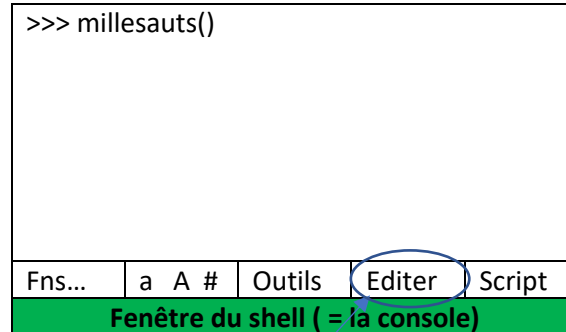 >>> millesauts()
Fns... a A # Outils Editer Script
Fenêtre du shell ( = la console)